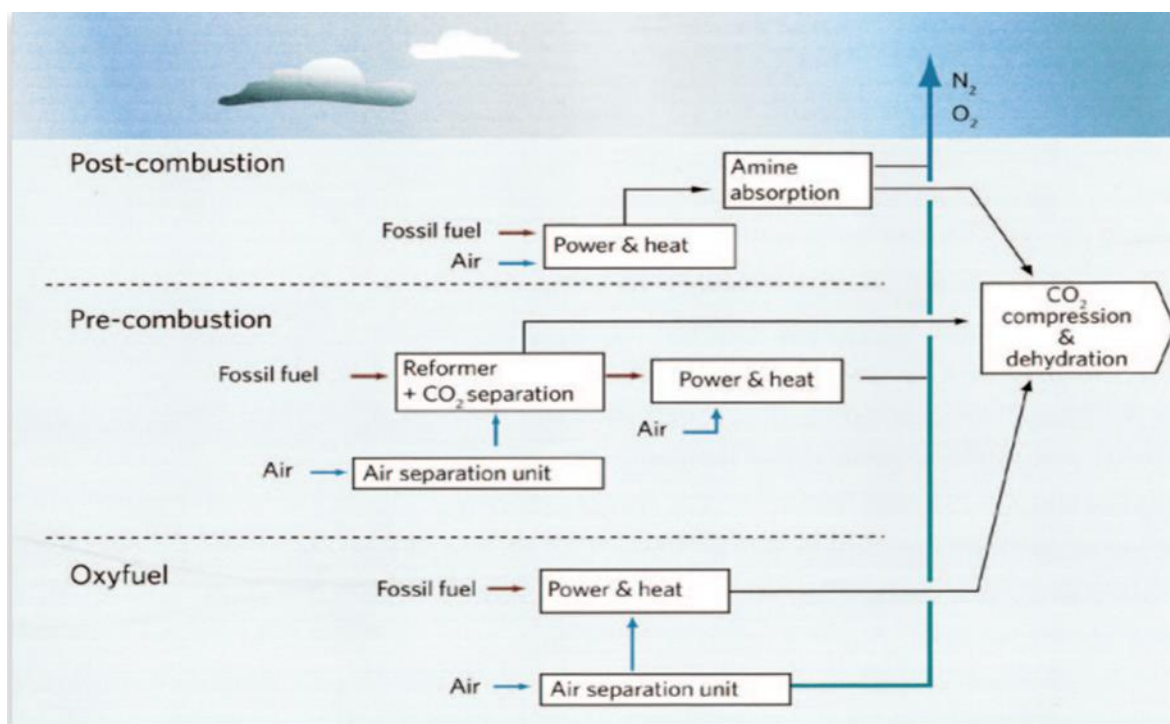 N₂
O₂
Post-combustion
Amine
absorption
Fossil fuel
Air
Power & heat
CO₂
compression
&
dehydration
Pre-combustion
Fossil fuel
Reformer
+ CO₂ separation
Power & heat
Air
Air
Air separation unit
Oxyfuel
Fossil fuel
Power & heat
Air
Air separation unit